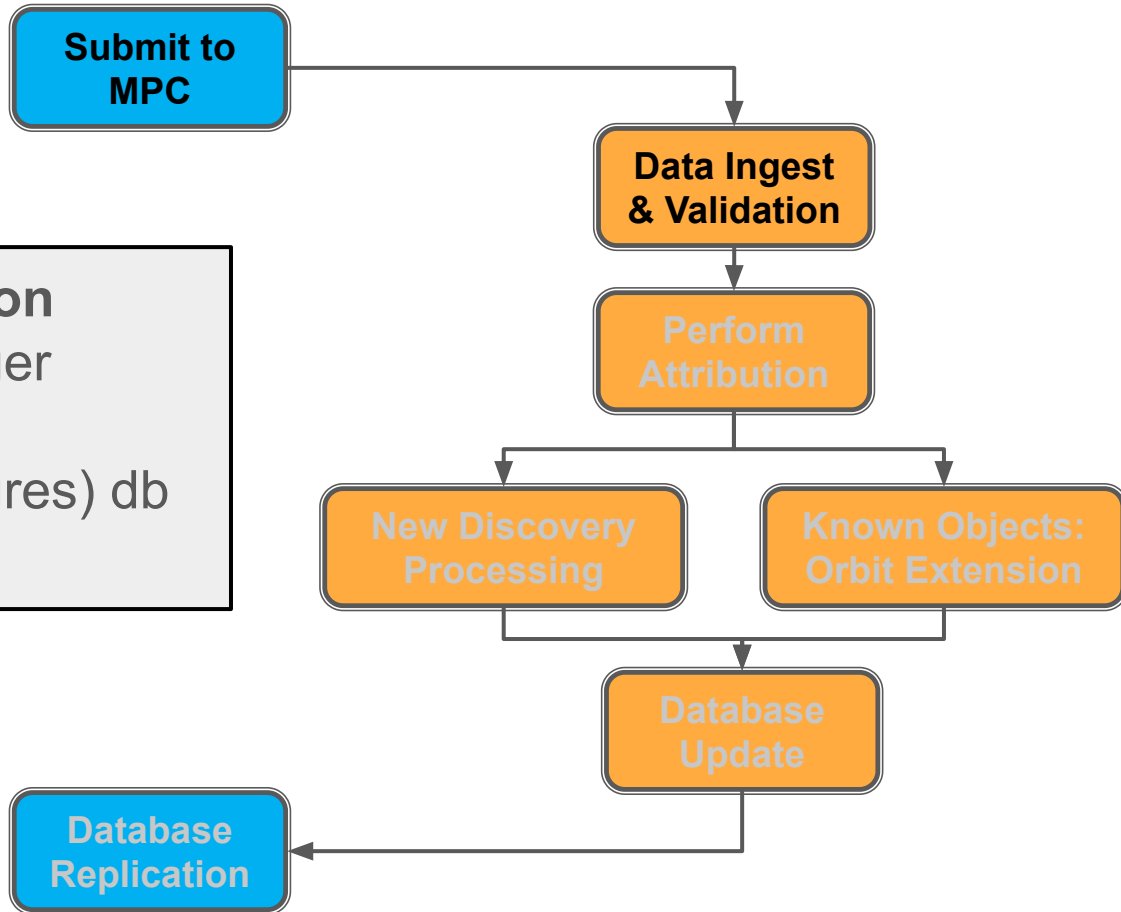 Submit to
MPC
Data Ingest
& Validation
Perform
Attribution
New Discovery
Processing
Known Objects:
Orbit Extension
Database
Update
Database
Replication
on
er
res) db